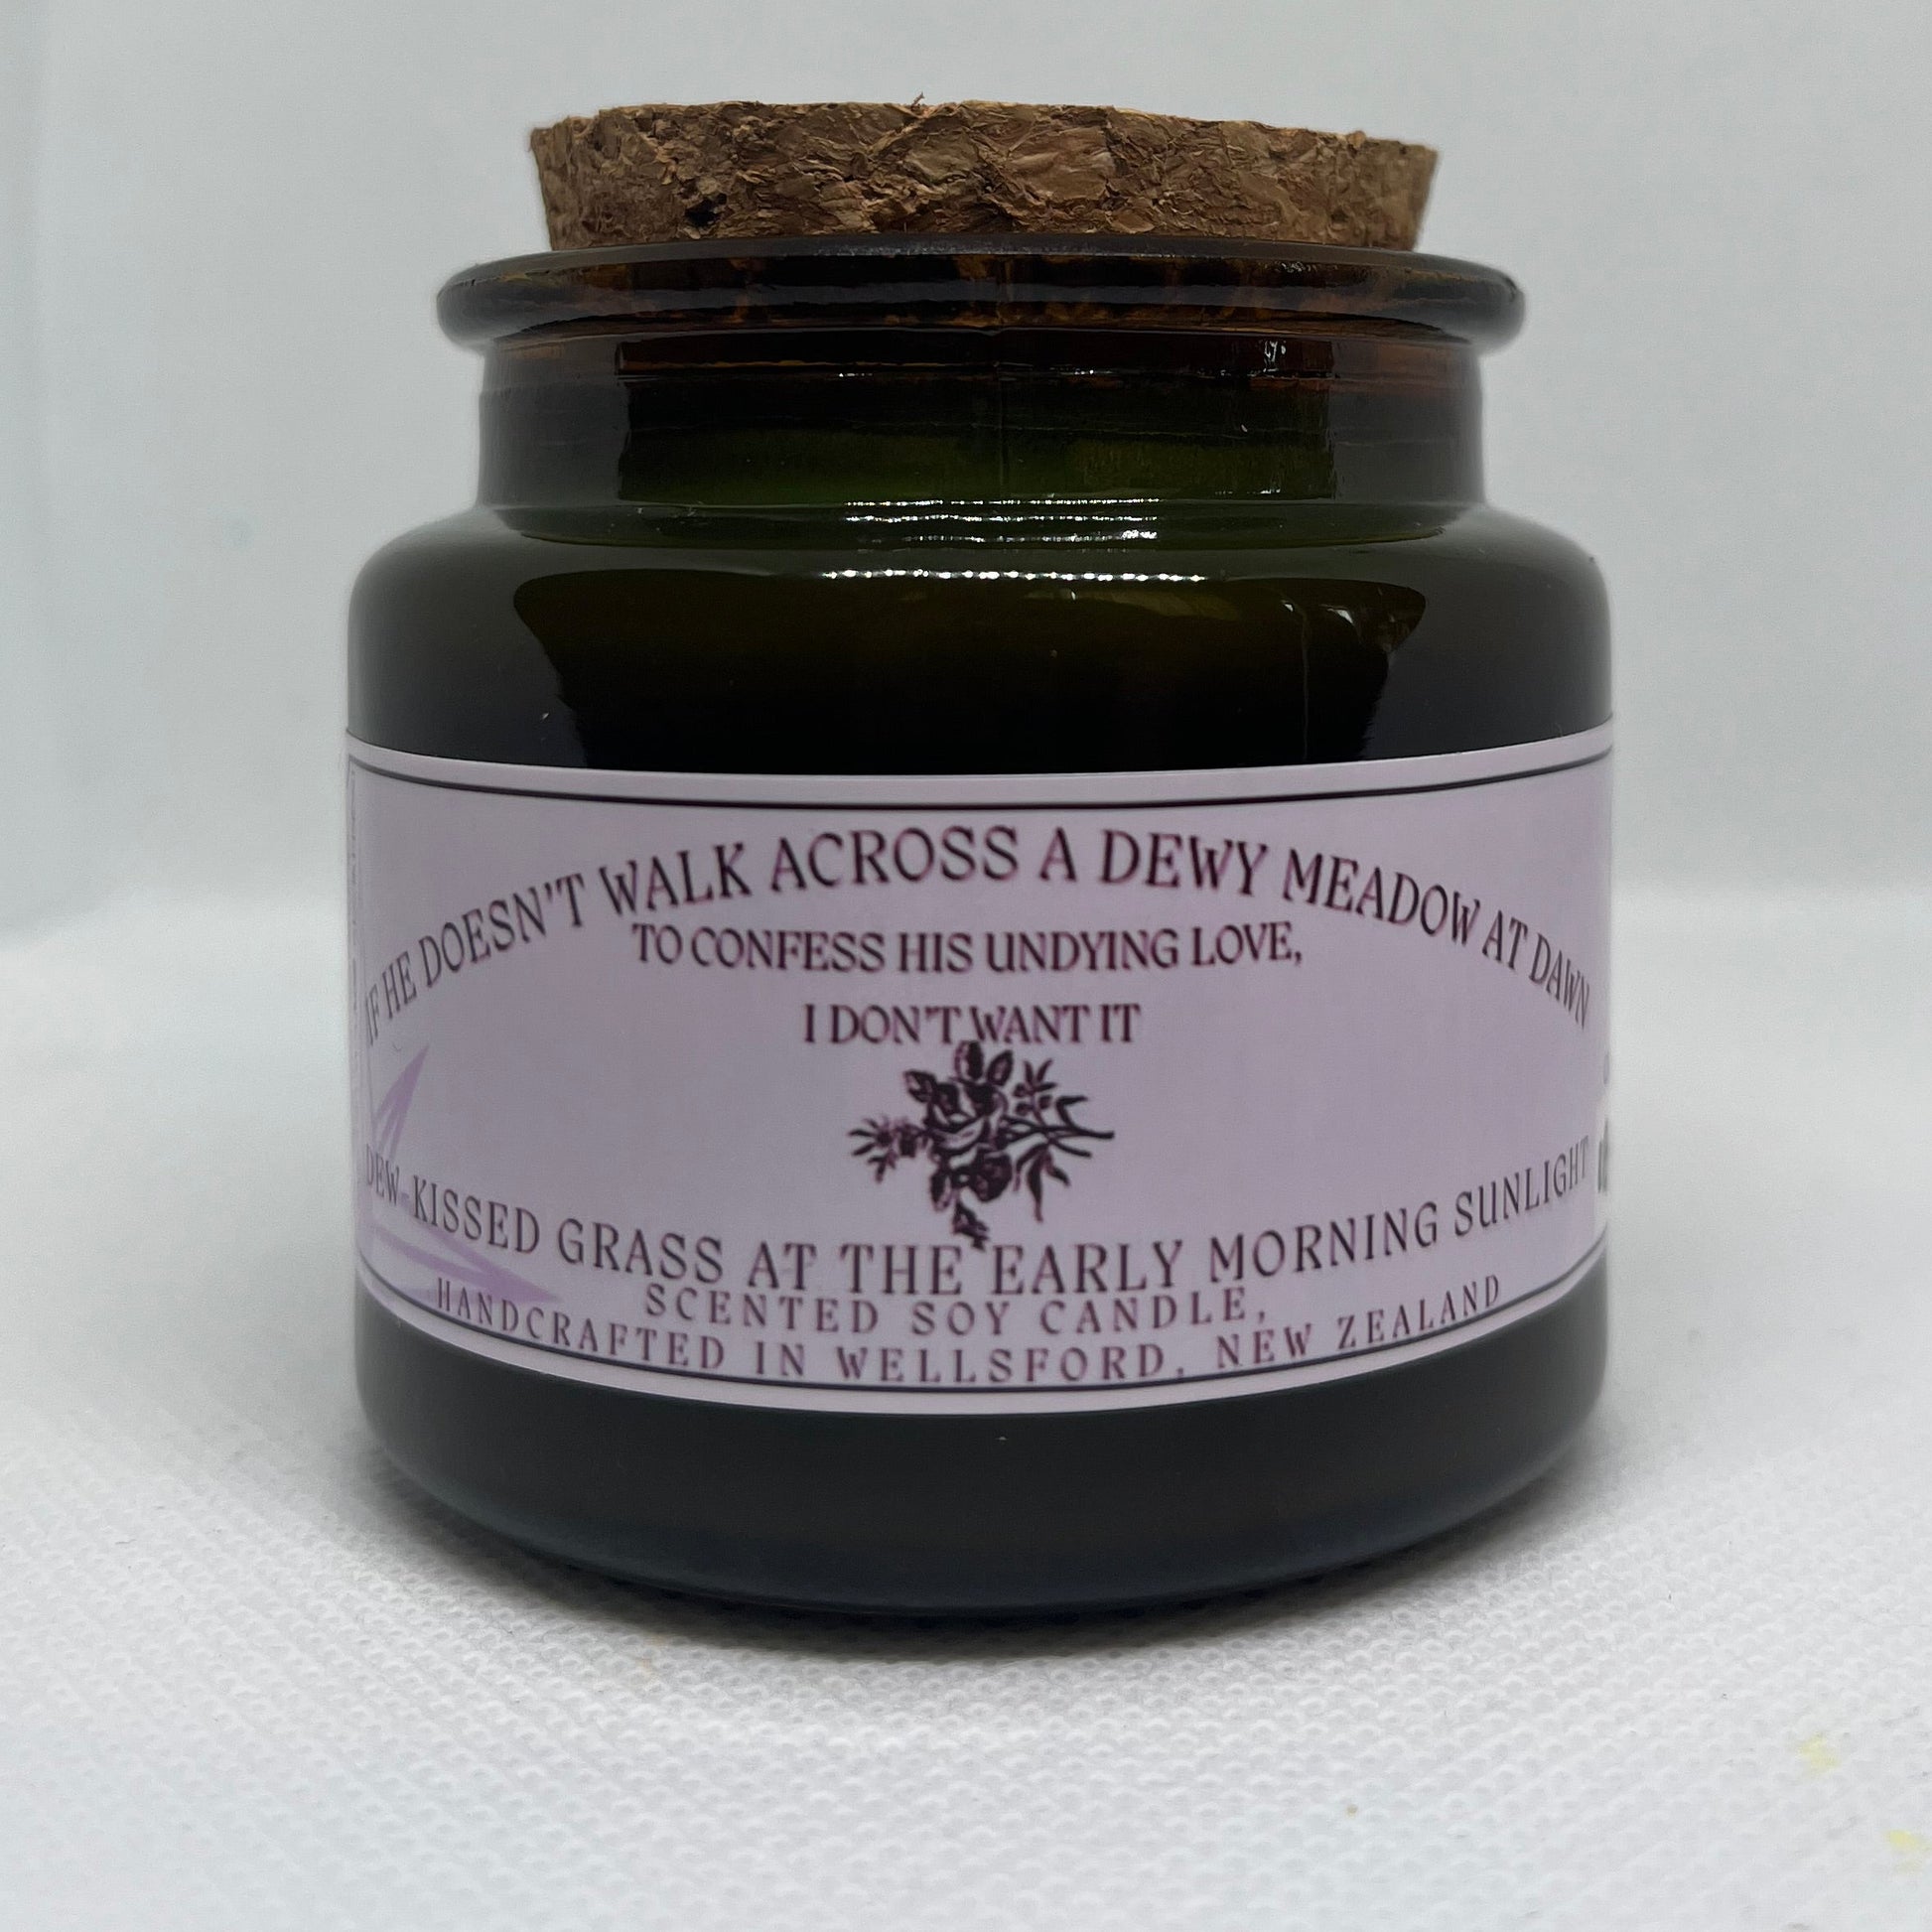 IF HE DOESN'T WALK ACROSS A DEWY MEADOW AT DAWN
TO CONFESS HIS UNDYING LOVE,
I DON'T WANT IT
DEW-KISSED GRASS AT THE EARLY MORNING SUNLIGHT
SCENTED SOY CANDLE,
HANDCRAFTED IN WELLSFORD, NEW ZEALAND